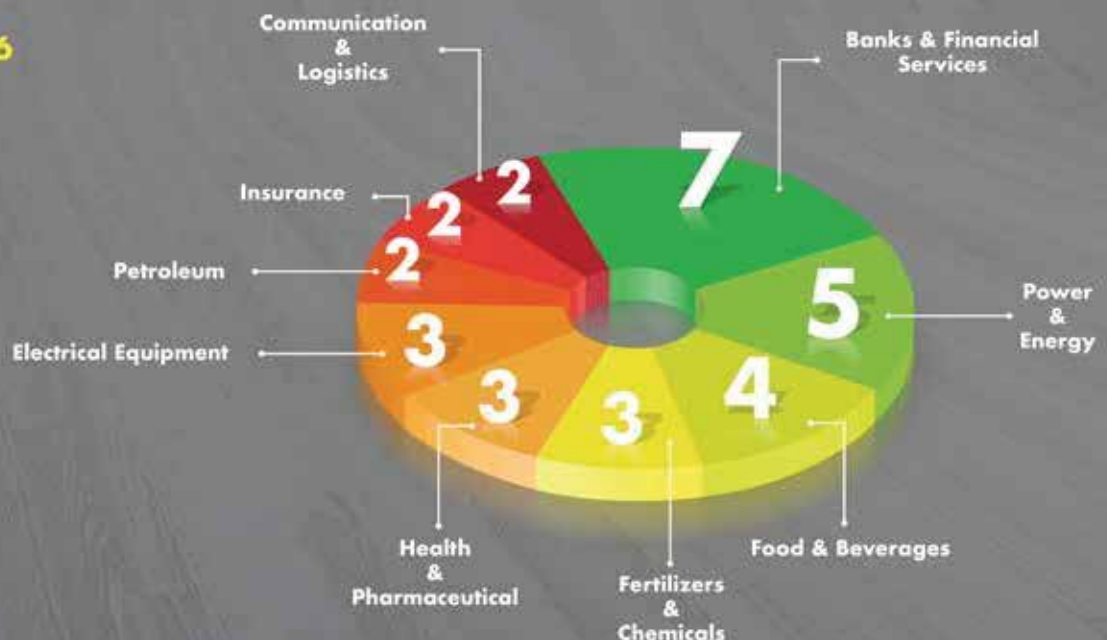 6
Communication
&
Logistics
Banks & Financial
Services
7
2
Insurance
2
Petroleum
2
5
Power
&
Energy
Electrical Equipment
3
3
4
3
Health
&
Pharmaceutical
Food & Beverages
Fertilizers
&
Chemicals